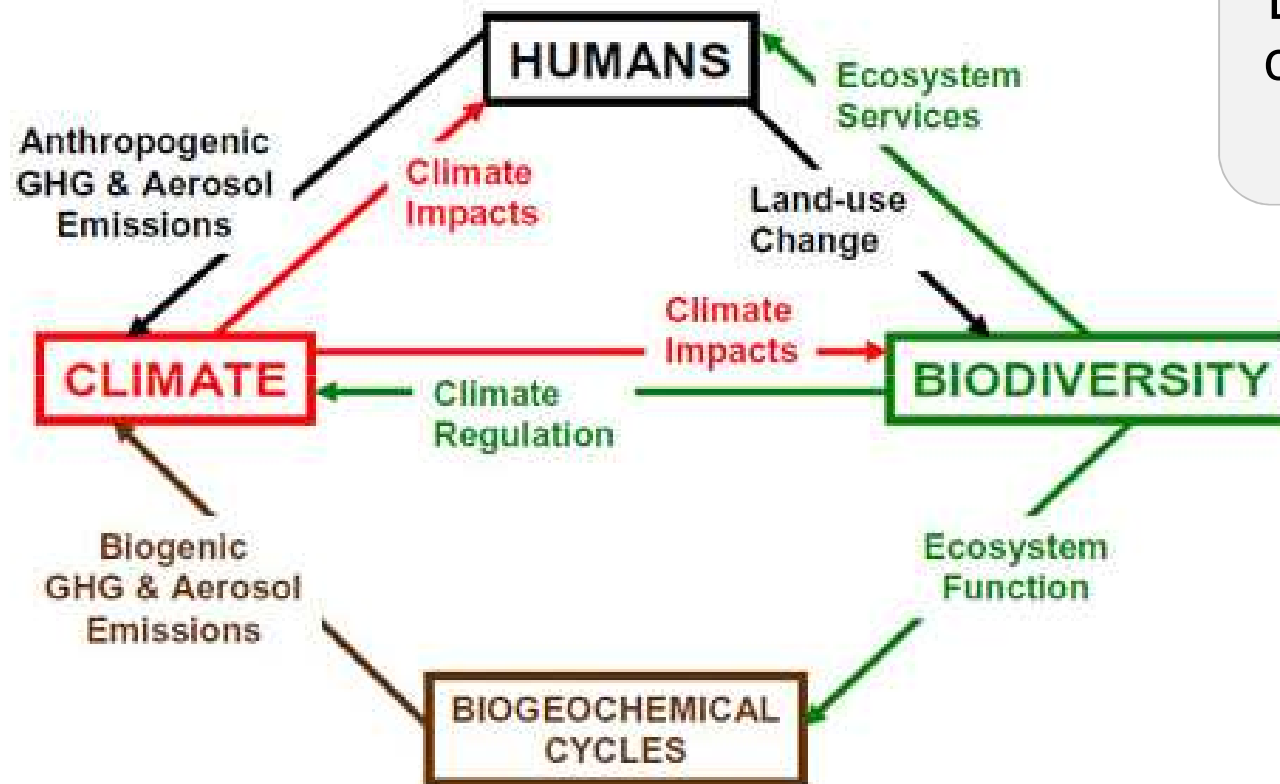 HUMANS
Ecosystem
Services
Anthropogenic
GHG & Aerosol
Emissions
Climate
Impacts
Land-use
Change
Climate
Impacts
CLIMATE
BIODIVERSITY
Climate
Regulation
Biogenic
GHG & Aerosol
Emissions
Ecosystem
Function
BIOGEOCHEMICAL
CYCLES